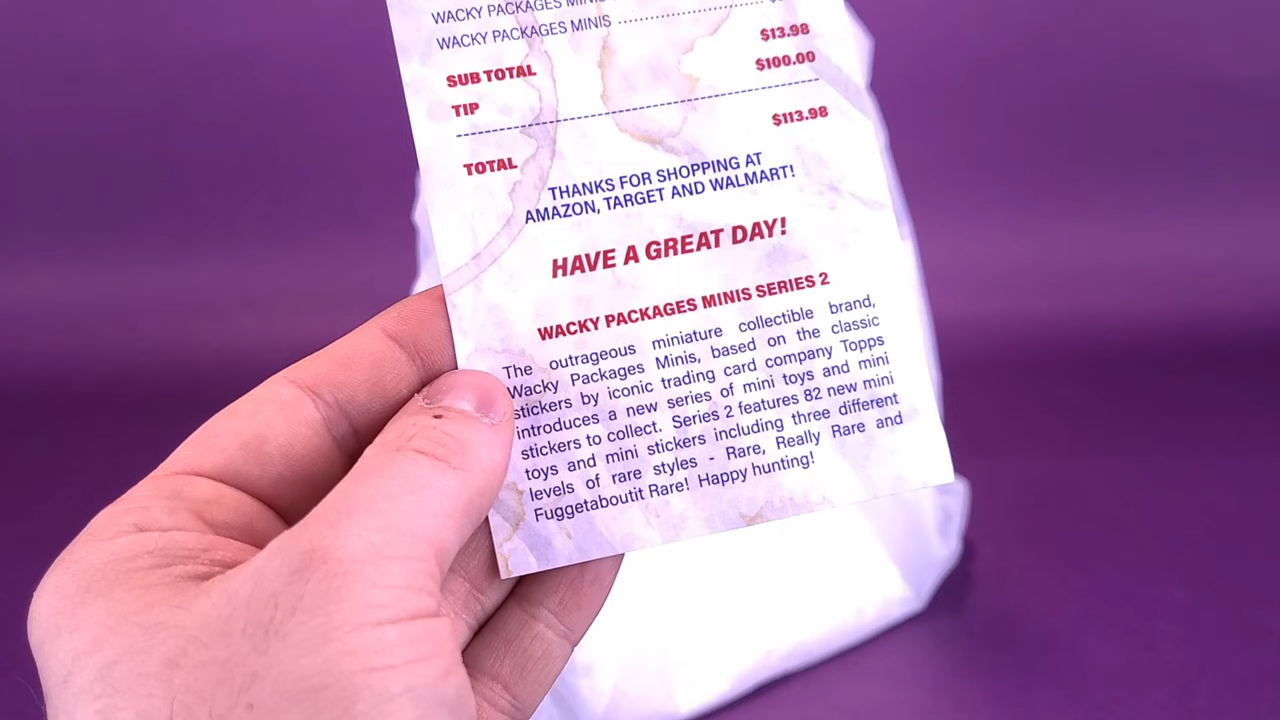 WACKY PACKAGES MINIS
WACKY PACKAGES MINIS
SUB TOTAL $13.98
TIP $100.00
TOTAL $113.98
THANKS FOR SHOPPING AT
AMAZON, TARGET AND WALMART!
HAVE A GREAT DAY!
WACKY PACKAGES MINIS SERIES 2
The outrageous miniature collectible brand,
Wacky Packages Minis, based on the classic
stickers by iconic trading card company Topps
introduces a new series of mini toys and mini
stickers to collect. Series 2 features 82 new mini
toys and mini stickers including three different
levels of rare styles - Rare, Really Rare and
Fuggetaboutit Rare! Happy hunting!